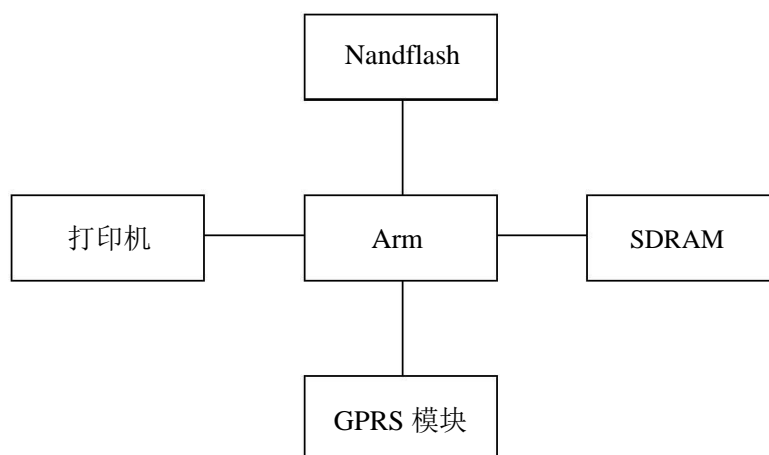 Nandflash
打印机
Arm
SDRAM
GPRS 模块